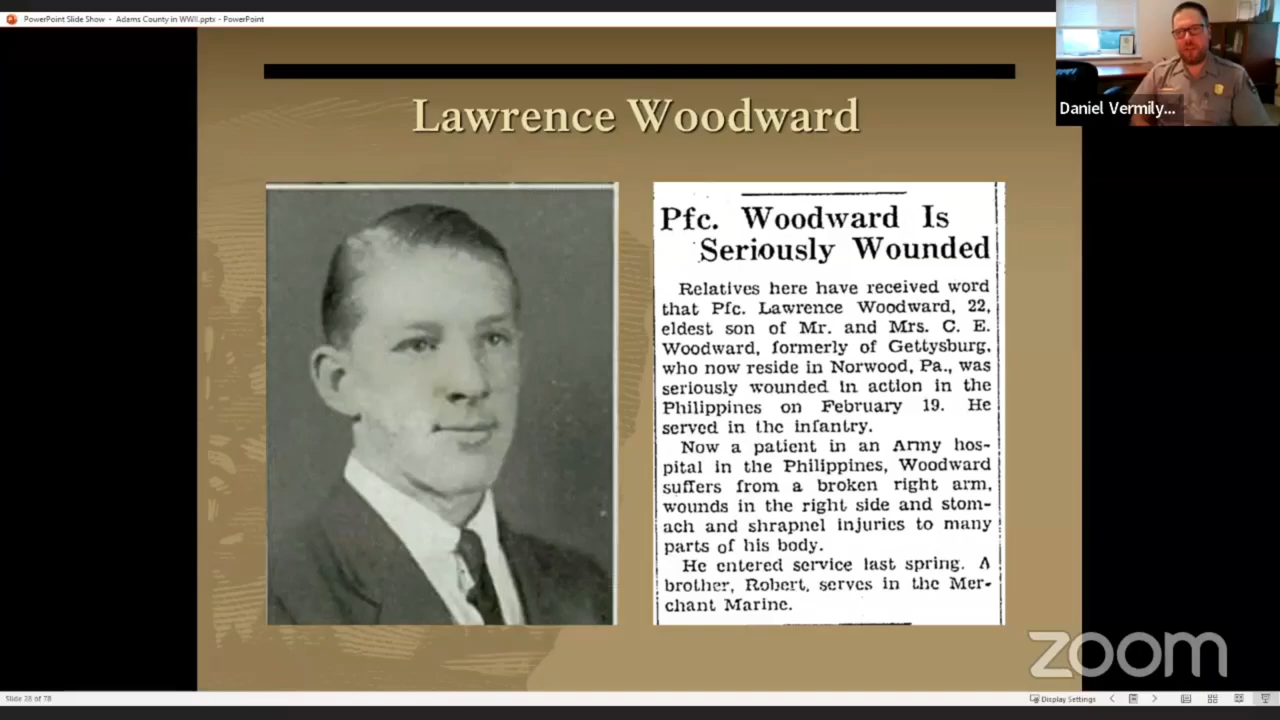 PowerPoint Slide Show - Adams County in WWII.pptx - PowerPoint
Daniel Vermily...
Lawrence Woodward
Pfc. Woodward Is
Seriously Wounded
Relatives here have received word
that Pfc. Lawrence Woodward, 22,
eldest son of Mr. and Mrs. C. E.
Woodward, formerly of Gettysburg,
who now reside in Norwood, Pa., was
seriously wounded in action in the
Philippines on February 19. He
served in the infantry.
Now a patient in an Army hos-
pital in the Philippines, Woodward
suffers from a broken right arm,
wounds in the right side and stom-
ach and shrapnel injuries to many
parts of his body.
He entered service last spring. A
brother, Robert, serves in the Mer-
chant Marine.
zoom
Slide of 78
Display Settings